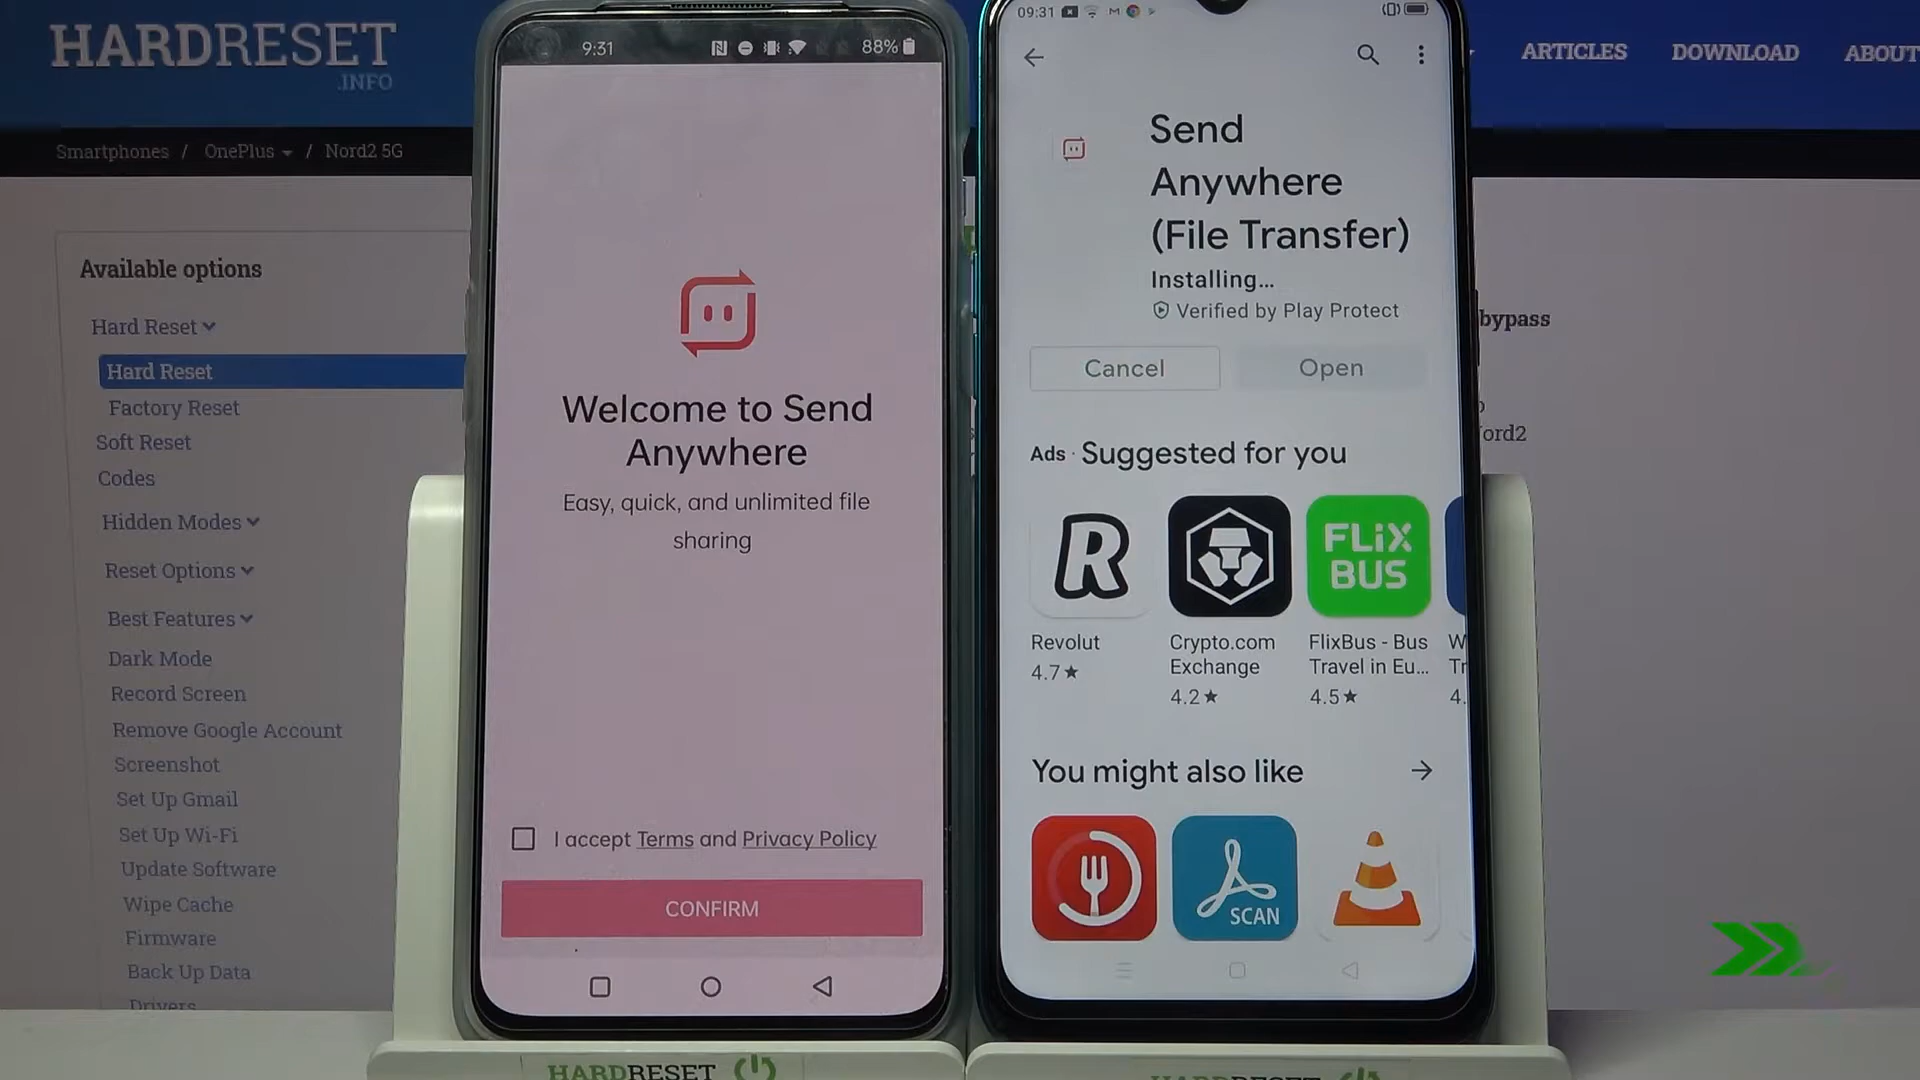 HARDRESET
.INFO
ARTICLES DOWNLOAD ABOUT
Smartphones / OnePlus / Nord2 5G
Available options
Hard Reset
Hard Reset
Factory Reset
Soft Reset
Codes
Hidden Modes
Reset Options
Best Features
Dark Mode
Record Screen
Remove Google Account
Screenshot
Set Up Gmail
Set Up Wi-Fi
Update Software
Wipe Cache
Firmware
Back Up Data
Drivers
9:31 88%
Welcome to Send
Anywhere
Easy, quick, and unlimited file
sharing
I accept Terms and Privacy Policy
CONFIRM
HARDRESET
09:31
Send
Anywhere
(File Transfer)
Installing...
Verified by Play Protect
Cancel Open
Ads · Suggested for you
R
FLiX
BUS
Revolut
4.7★
Crypto.com
Exchange
4.2★
FlixBus - Bus
Travel in Eu...
4.5★
W
Tr
4.
You might also like
SCAN
bypass
ord2
HARDRESET